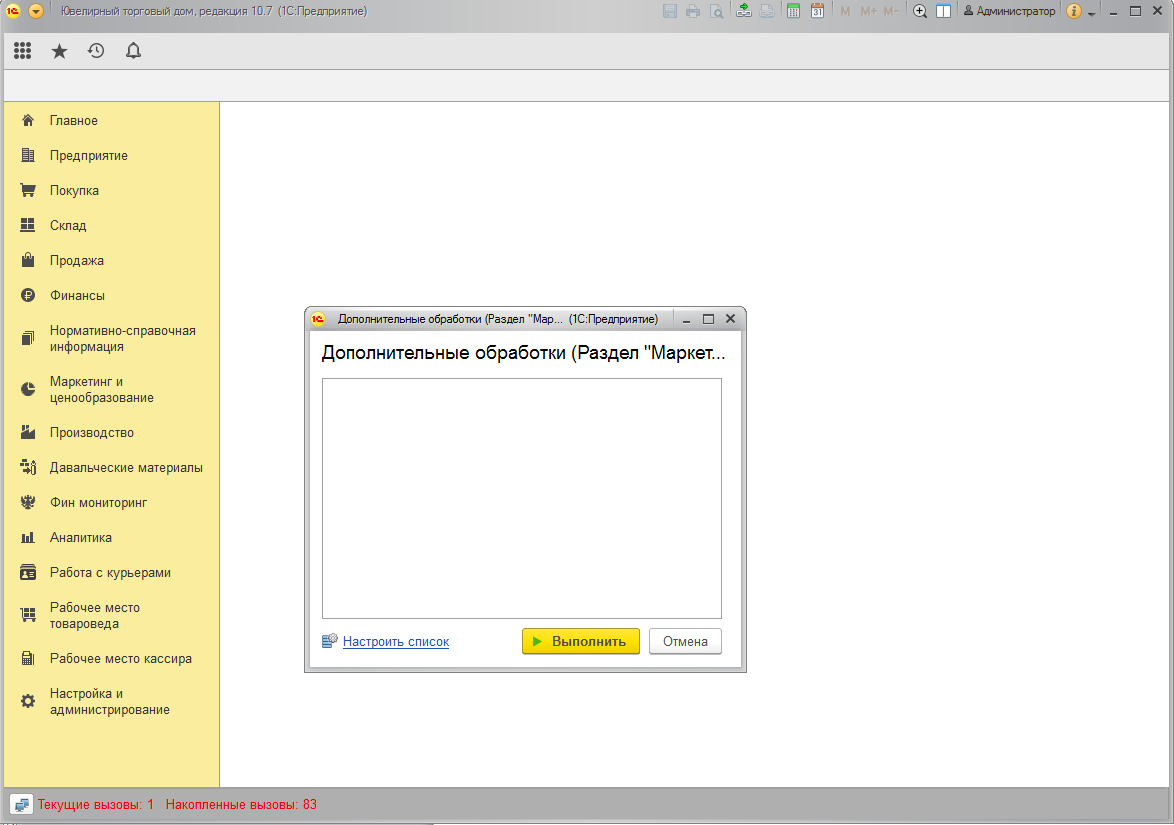 Ювелирный торговый дом, редакция 10.7 (1С:Предприятие)
31
M M+ M-
Администратор
Главное
Предприятие
Покупка
Склад
Продажа
Финансы
Нормативно-справочная
информация
Маркетинг и
ценообразование
Производство
Давальческие материалы
Фин мониторинг
Аналитика
Работа с курьерами
Рабочее место
товароведа
Рабочее место кассира
Настройка и
администрирование
Дополнительные обработки (Раздел "Мар... (1С:Предприятие)
Дополнительные обработки (Раздел "Маркет...
Настроить список
Выполнить
Отмена
Текущие вызовы: 1 Накопленные вызовы: 83